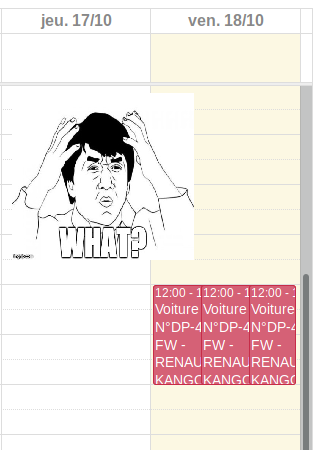 jeu. 17/10 ven. 18/10
WHAT?
12:00 - 1 12:00 - 1 12:00 - 1
Voiture Voiture Voiture
N°DP-4 N°DP-4 N°DP-4
FW - FW - FW -
RENAU RENAU RENAU
KANGO KANGO KANGO